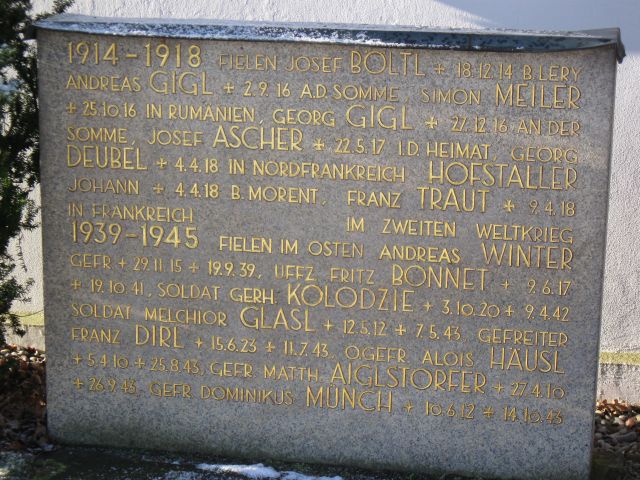 1914-1918 FIELEN JOSEF BÖLTL + 18.12.14 B. LERY
ANDREAS GIGL + 2.9.16 A.D. SOMME, SIMON MEILER
+ 25.10.16 IN RUMÄNIEN, GEORG GIGL + 27.12.16 AN DER
SOMME, JOSEF ASCHER + 22.5.17 I.D. HEIMAT, GEORG
DEUBEL + 4.4.18 IN NORDFRANKREICH HOFSTALLER
JOHANN + 4.4.18 B. MORENT, FRANZ TRAUT + 9.4.18
IN FRANKREICH IM ZWEITEN WELTKRIEG
1939-1945 FIELEN IM OSTEN ANDREAS WINTER
GEFR + 29.11.15 + 19.9.39, UFFZ. FRITZ BONNET + 9.6.17
+ 19.10.41, SOLDAT GERH. KOLODZIE + 3.10.20 + 9.4.42
SOLDAT MELCHIOR GLASL + 12.5.12 + 7.5.43, GEFREITER
FRANZ DIRL + 15.6.23 + 11.7.43, OGEFR. ALOIS HÄUSL
+ 5.4.10 + 25.8.43, GEFR. MATTH. AIGLSTORFER + 27.4.10
+ 26.9.43, GEFR DOMINIKUS MÜNCH + 10.6.12 + 14.10.43